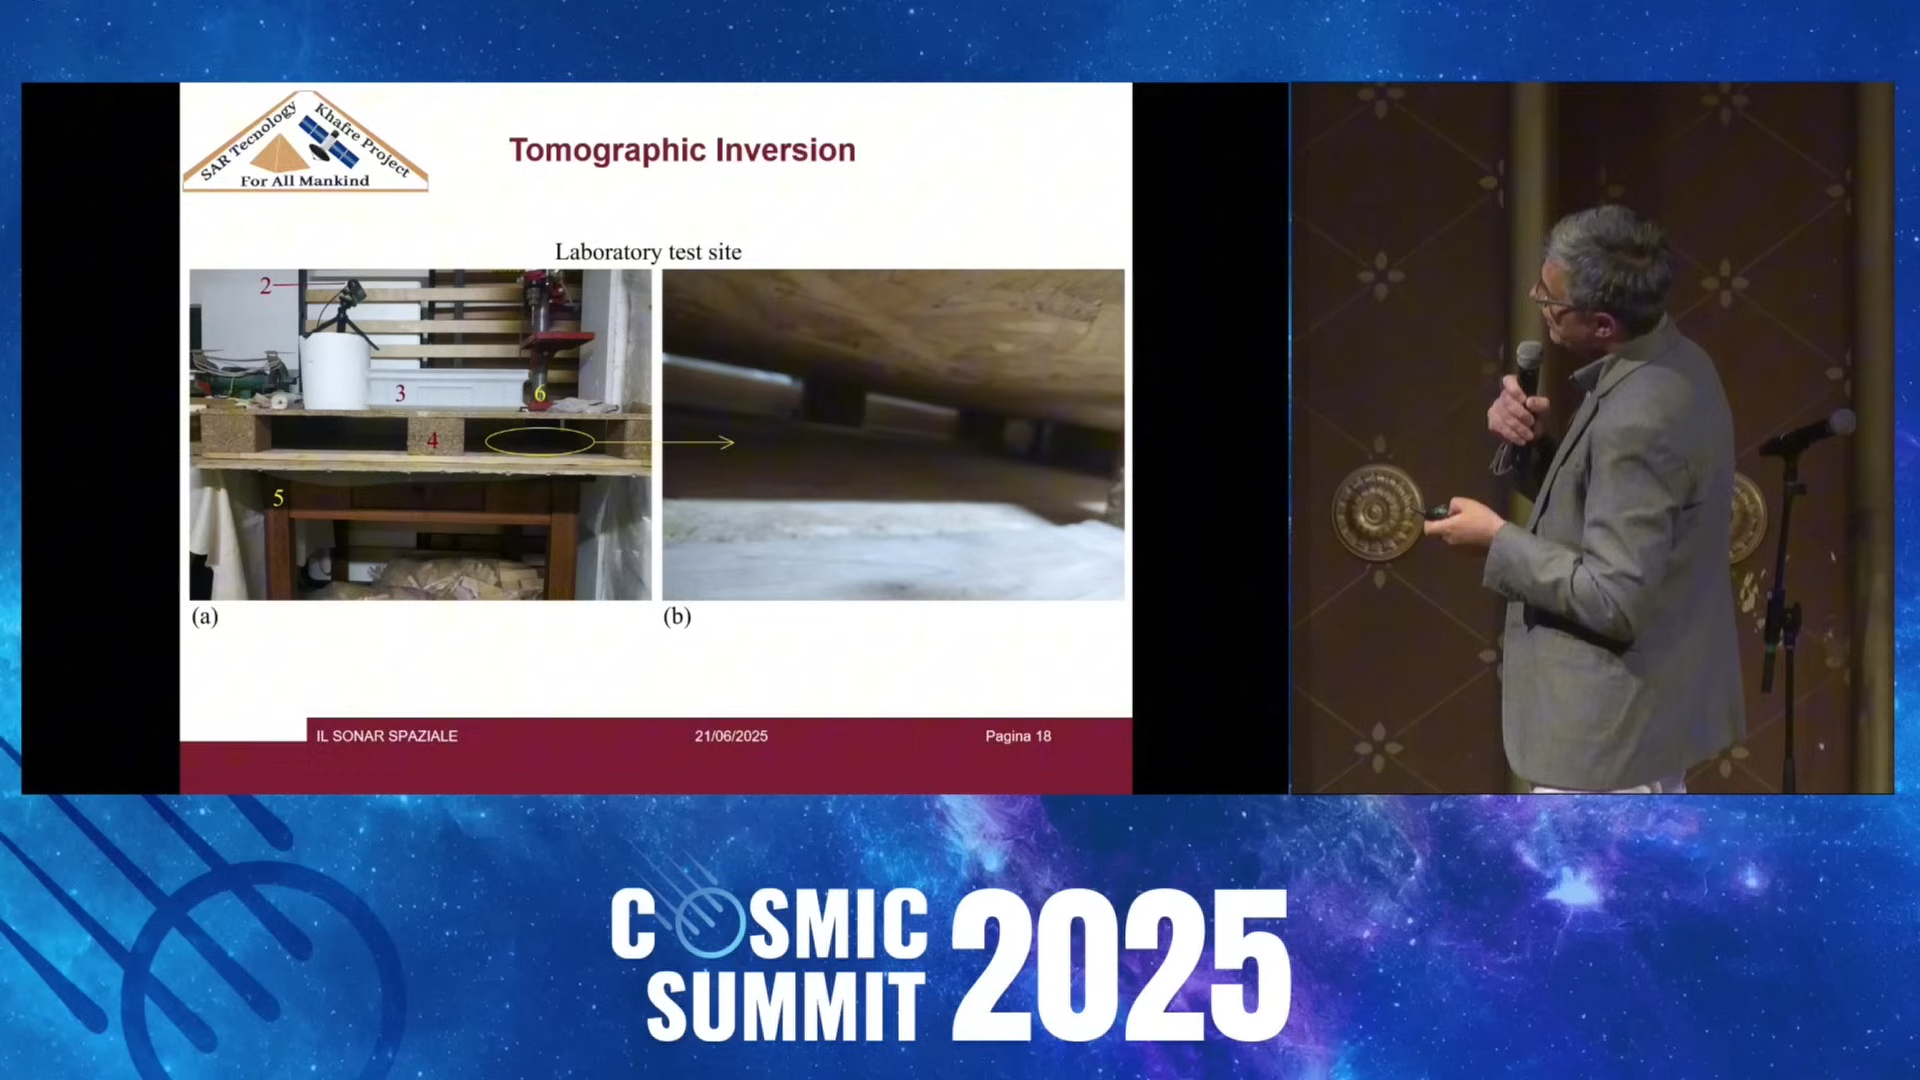 SAR Tecnology
Khafre Project
For All Mankind
Tomographic Inversion
Laboratory test site
2
3
6
4
5
(a)
(b)
IL SONAR SPAZIALE
21/06/2025
Pagina 18
COSMIC
SUMMIT
2025